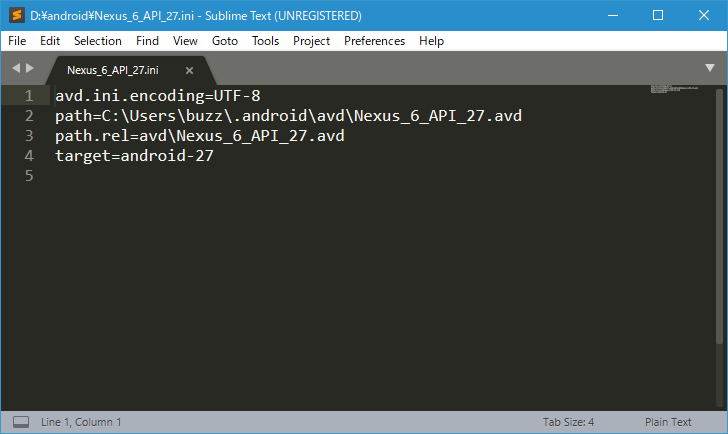 D:¥android¥Nexus_6_API_27.ini - Sublime Text (UNREGISTERED)
File Edit Selection Find View Goto Tools Project Preferences Help
Nexus_6_API_27.ini
1 avd.ini.encoding=UTF-8
2 path=C:\Users\buzz\.android\avd\Nexus_6_API_27.avd
3 path.rel=avd\Nexus_6_API_27.avd
4 target=android-27
5
Line 1, Column 1 Tab Size: 4 Plain Text